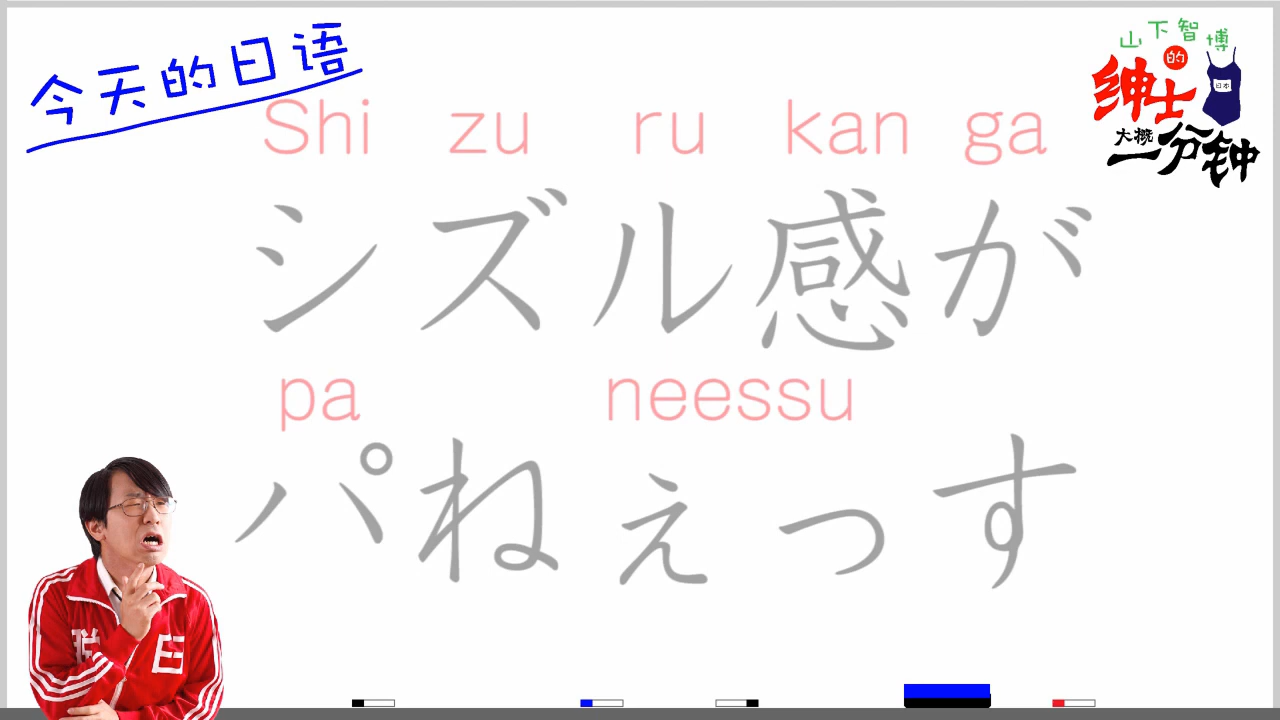 今天的日语
山下智博
的
绅士
日本
大概
一分钟
Shi zu ru kan ga
シズル感が
pa neessu
パねぇっす
日